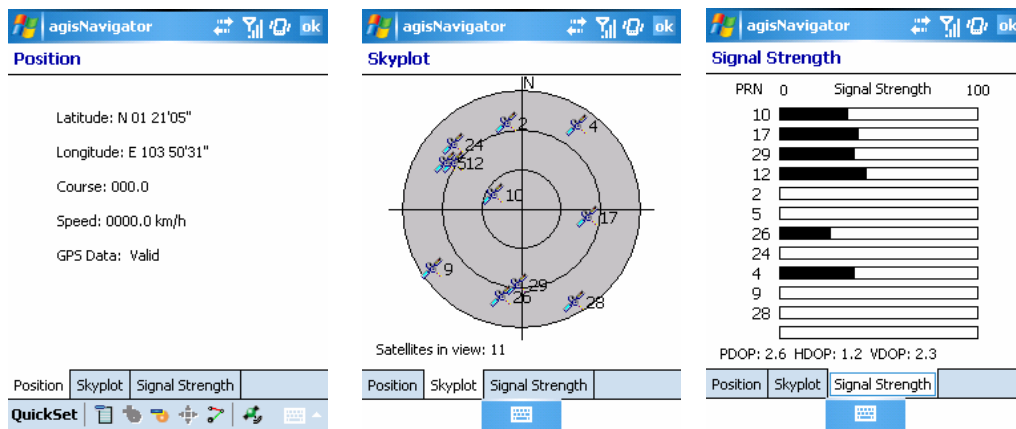 agisNavigator
ok
Position
Latitude: N 01 21'05"
Longitude: E 103 50'31"
Course: 000.0
Speed: 0000.0 km/h
GPS Data: Valid
Position Skyplot Signal Strength
QuickSet
agisNavigator
ok
Skyplot
N
2
4
24
512
10
17
9
29
26
28
Satellites in view: 11
Position Skyplot Signal Strength
agisNavigator
ok
Signal Strength
PRN 0 Signal Strength 100
10
17
29
12
2
5
26
24
4
9
28
PDOP: 2.6 HDOP: 1.2 VDOP: 2.3
Position Skyplot Signal Strength